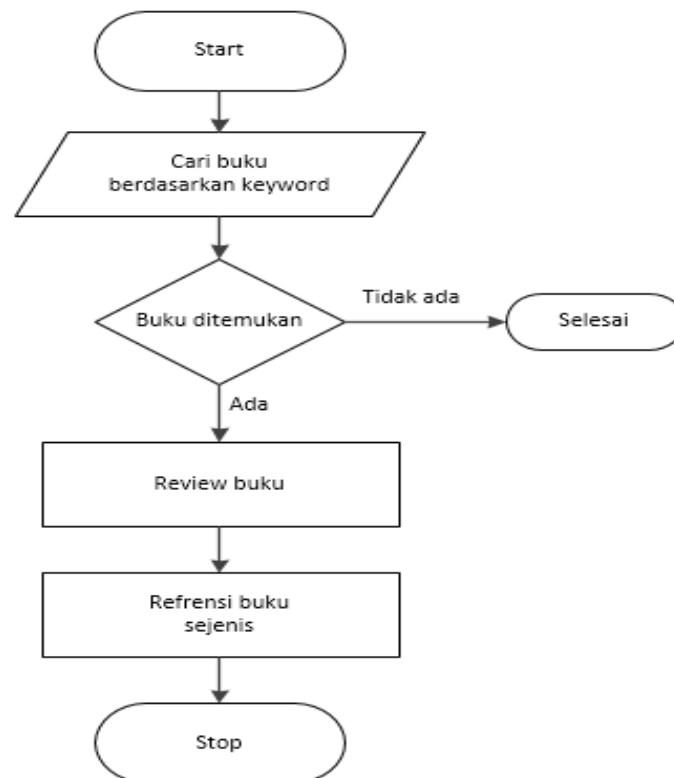 Start
Cari buku
berdasarkan keyword
Buku ditemukan
Tidak ada
Selesai
Ada
Review buku
Refrensi buku
sejenis
Stop